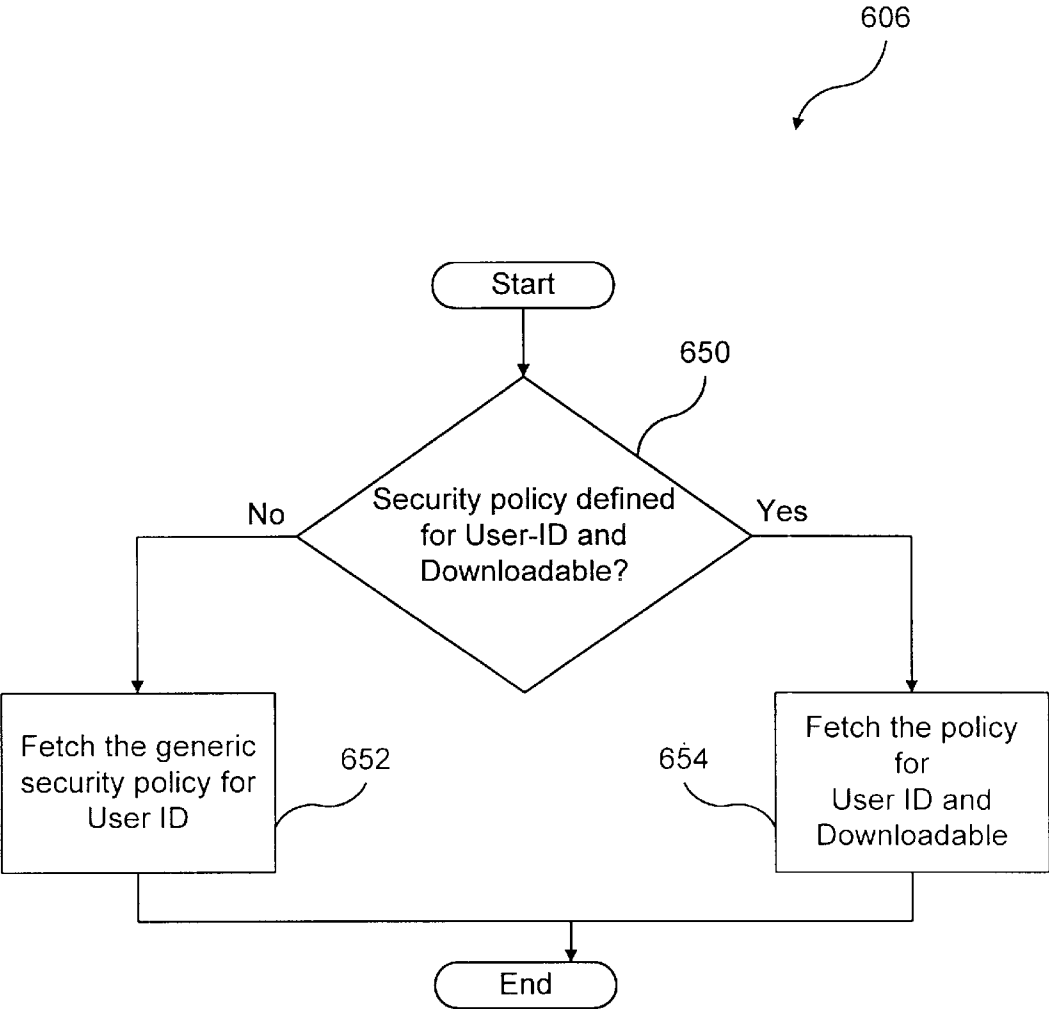 606
Start
650
Security policy defined
for User-ID and
Downloadable?
No
Yes
Fetch the generic
security policy for
User ID
652
654
Fetch the policy
for
User ID and
Downloadable
End